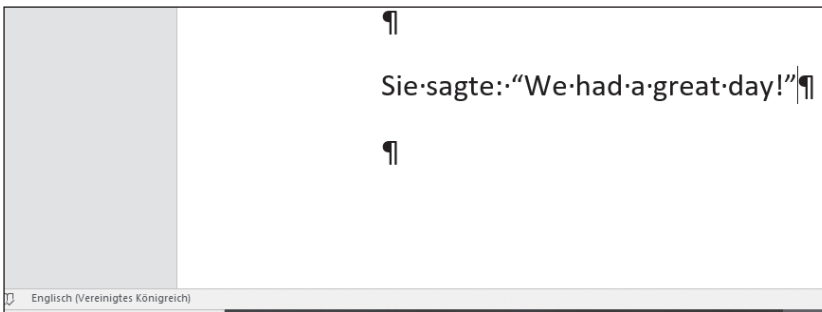 ¶
Sie·sagte:·“We·had·a·great·day!”¶
¶
Englisch (Vereinigtes Königreich)